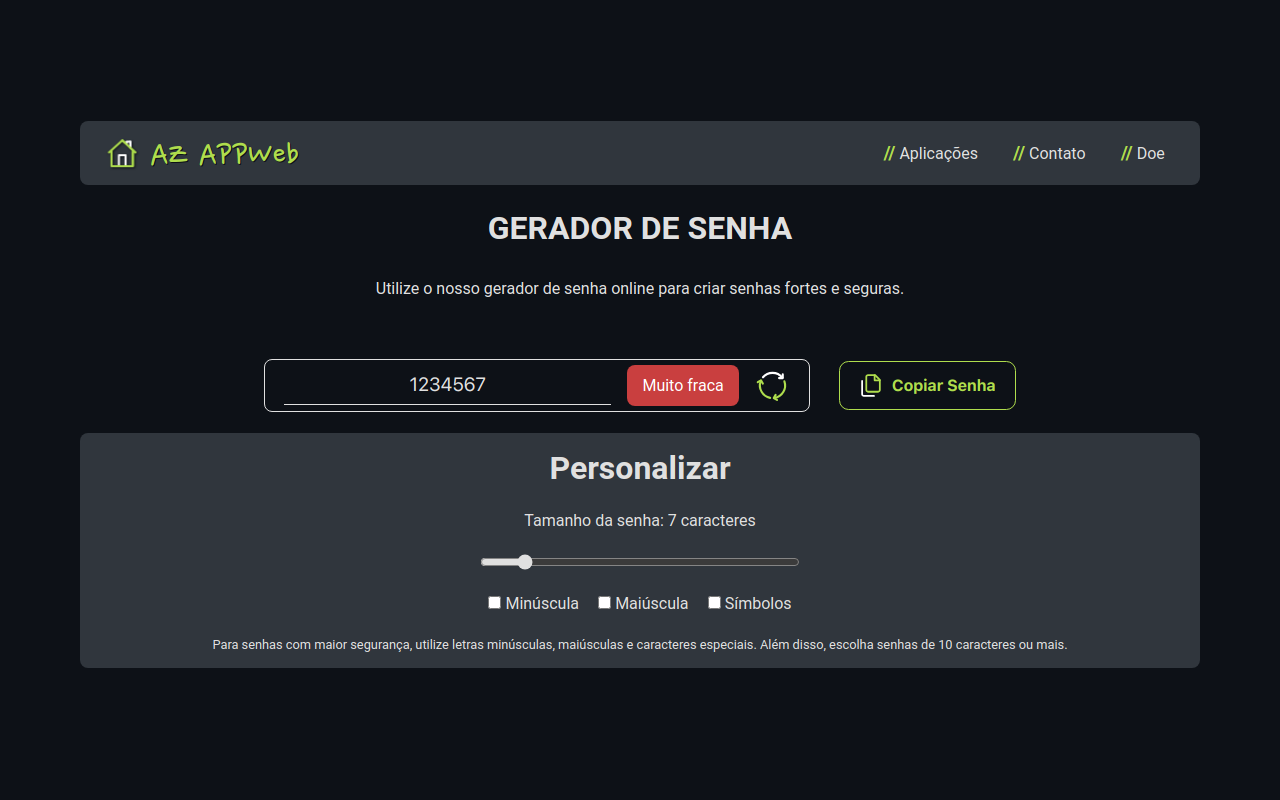 AZ APPWeb
// Aplicações // Contato // Doe
GERADOR DE SENHA
Utilize o nosso gerador de senha online para criar senhas fortes e seguras.
1234567 Muito fraca Copiar Senha
Personalizar
Tamanho da senha: 7 caracteres
Minúscula Maiúscula Símbolos
Para senhas com maior segurança, utilize letras minúsculas, maiúsculas e caracteres especiais. Além disso, escolha senhas de 10 caracteres ou mais.